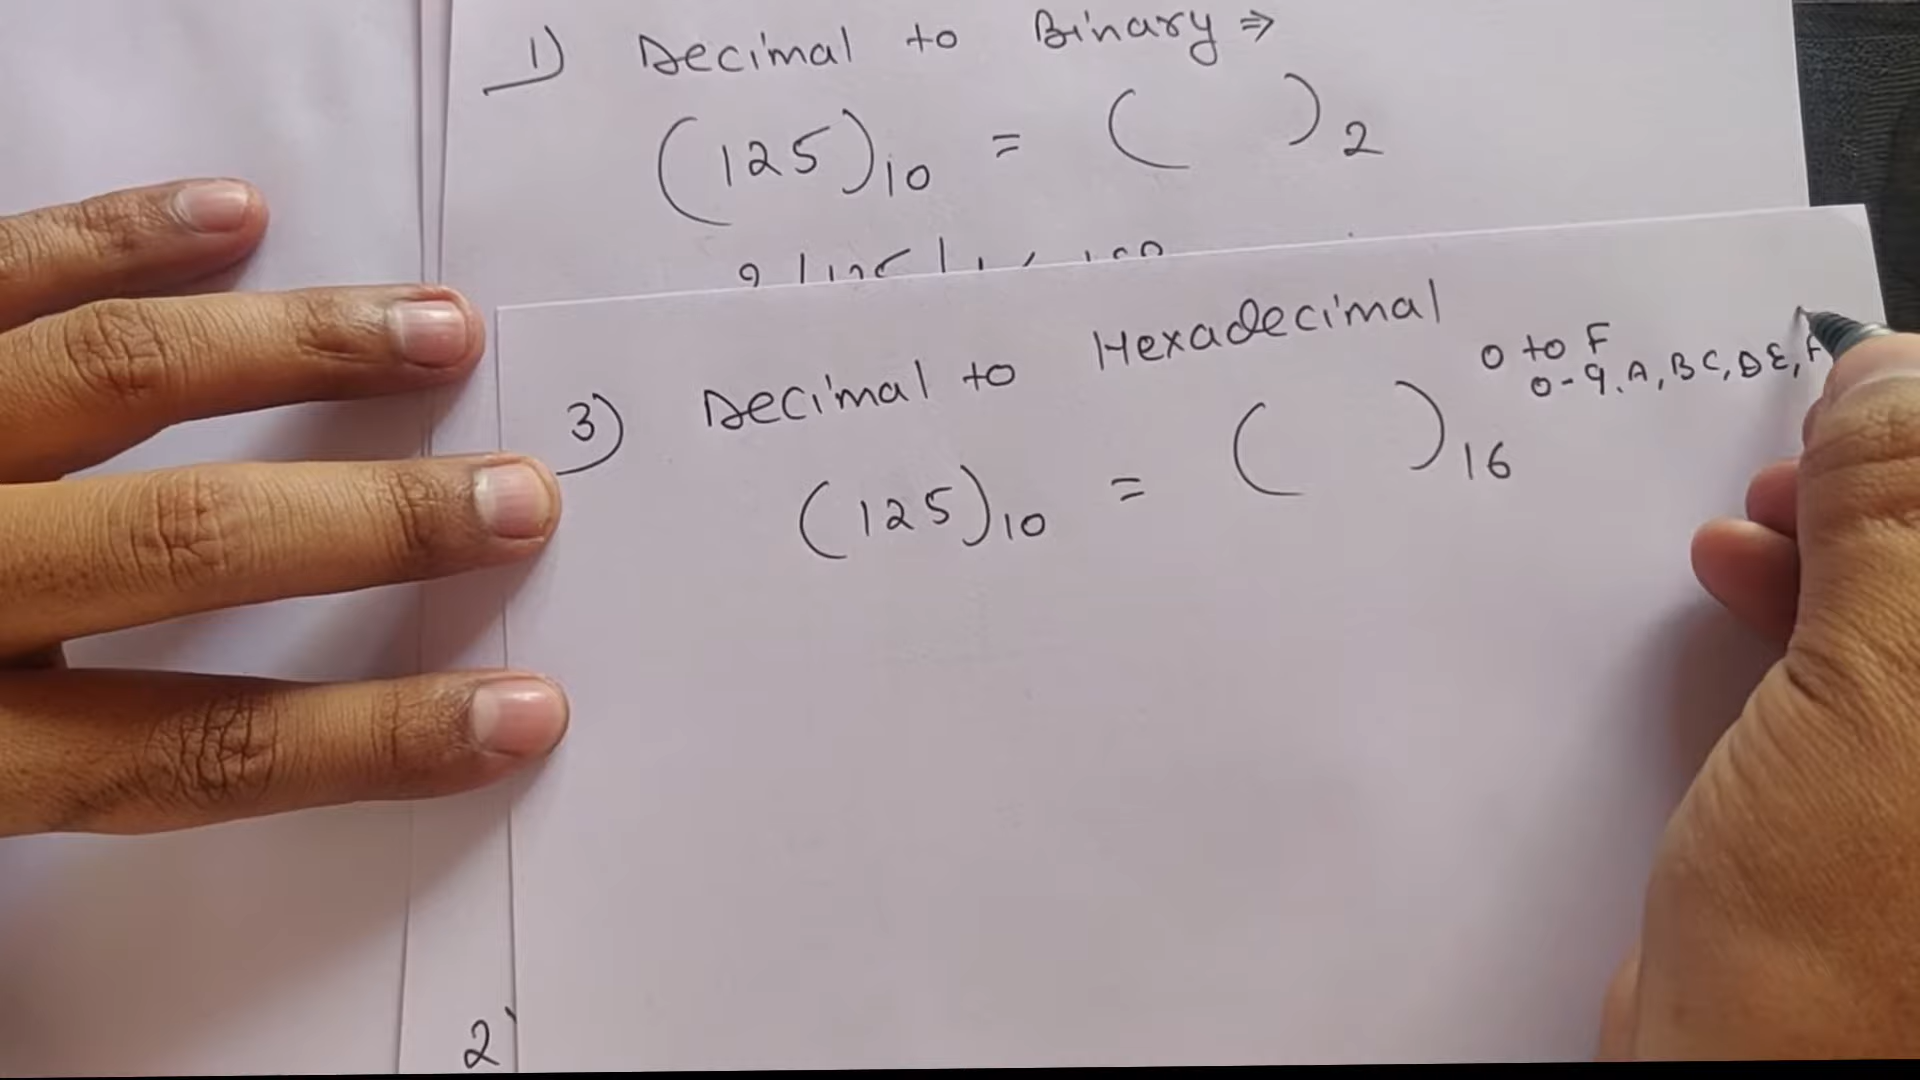 1) Decimal to Binary ⇒
(125)10 = ( )2
3) Decimal to Hexadecimal
0 to F
0-9, A, B C, D E, F
(125)10 = ( )16
2